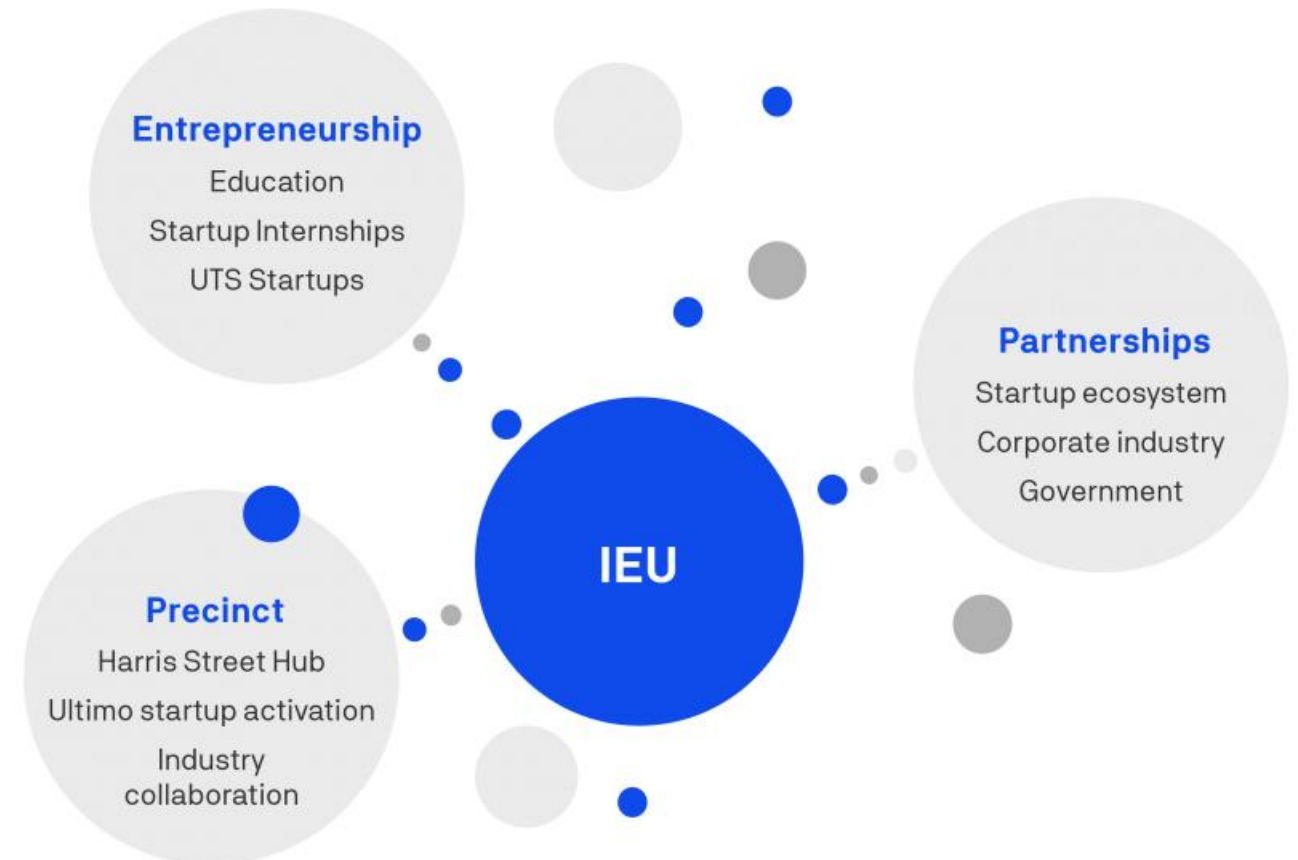 Entrepreneurship
Education
Startup Internships
UTS Startups
Partnerships
Startup ecosystem
Corporate industry
Government
IEU
Precinct
Harris Street Hub
Ultimo startup activation
Industry
collaboration